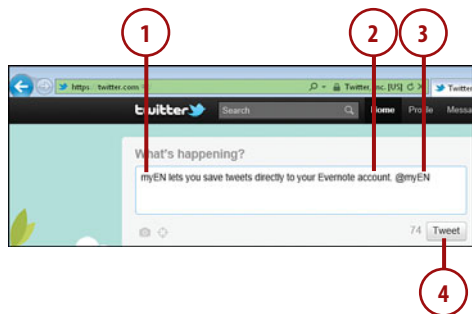 1 2 3
https://twitter.com
Twitter, Inc. [US]
Twitter
twitter
Search
Home
Profile
Messa
What's happening?
myEN lets you save tweets directly to your Evernote account. @myEN
74
Tweet
4